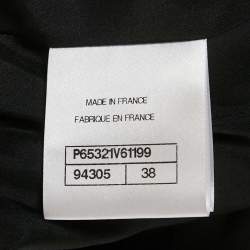 MADE IN FRANCE
FABRIQUE EN FRANCE
P65321V61199
94305 38